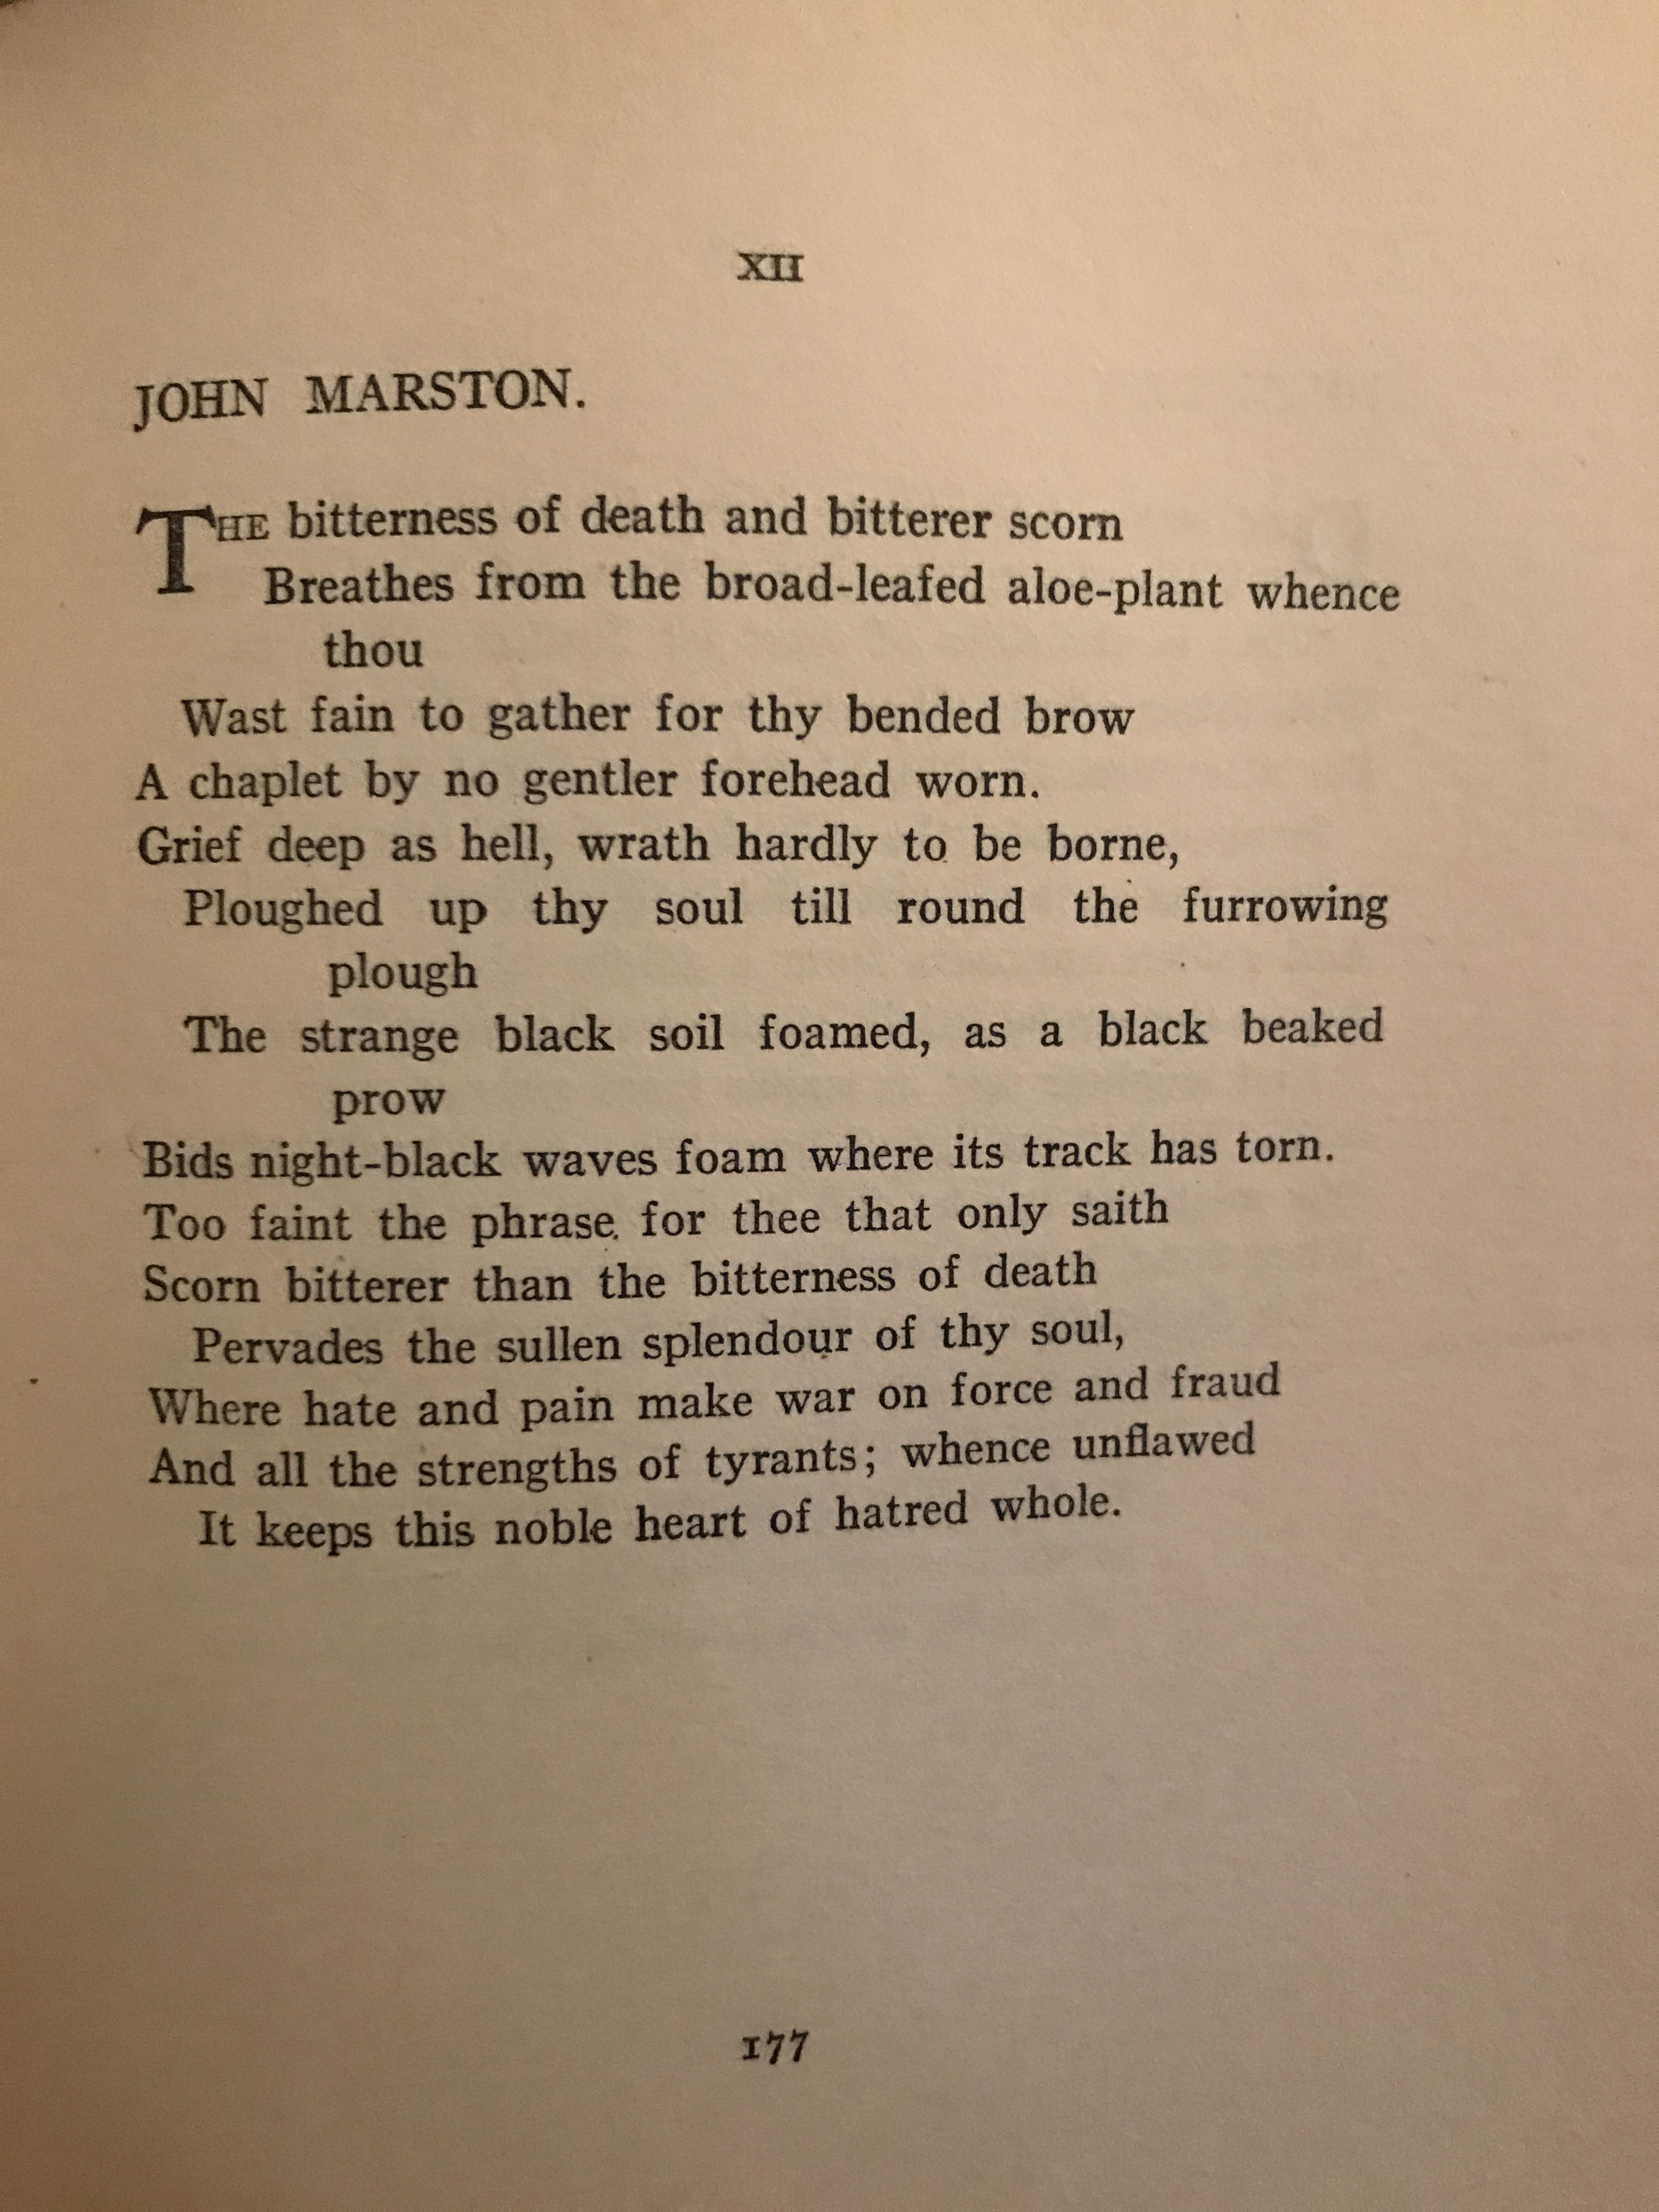 XII
JOHN MARSTON.
THE bitterness of death and bitterer scorn
Breathes from the broad-leafed aloe-plant whence
thou
Wast fain to gather for thy bended brow
A chaplet by no gentler forehead worn.
Grief deep as hell, wrath hardly to be borne,
Ploughed up thy soul till round the furrowing
plough
The strange black soil foamed, as a black beaked
prow
Bids night-black waves foam where its track has torn.
Too faint the phrase for thee that only saith
Scorn bitterer than the bitterness of death
Pervades the sullen splendour of thy soul,
Where hate and pain make war on force and fraud
And all the strengths of tyrants; whence unflawed
It keeps this noble heart of hatred whole.
177